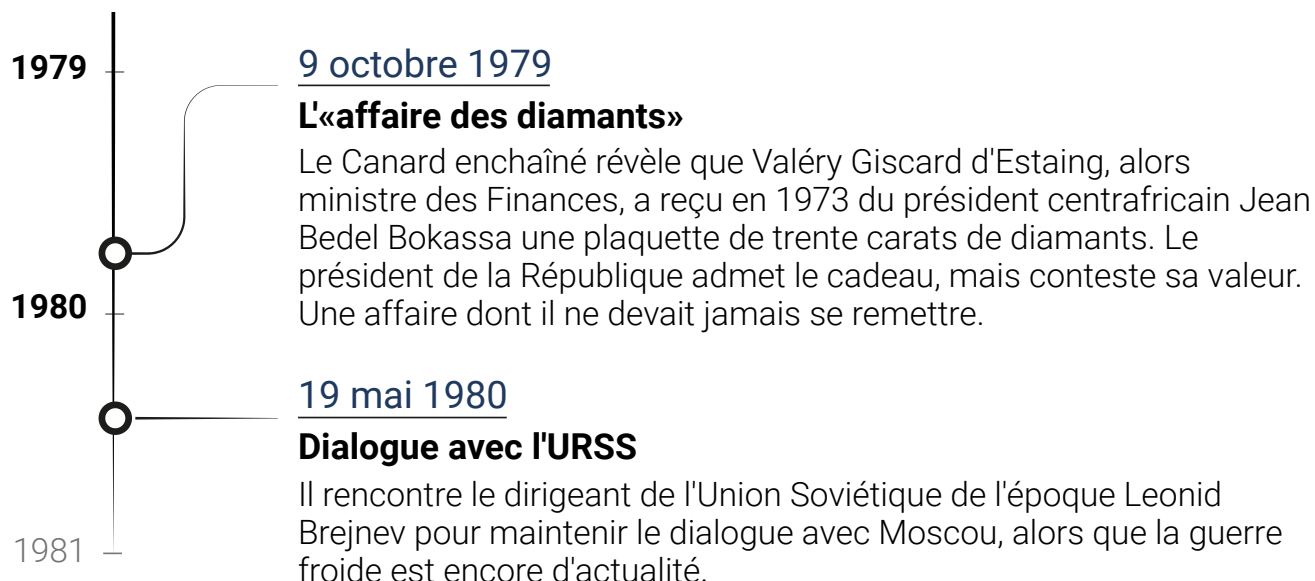 1979
9 octobre 1979
L'«affaire des diamants»
Le Canard enchaîné révèle que Valéry Giscard d'Estaing, alors
ministre des Finances, a reçu en 1973 du président centrafricain Jean
Bedel Bokassa une plaquette de trente carats de diamants. Le
président de la République admet le cadeau, mais conteste sa valeur.
1980
Une affaire dont il ne devait jamais se remettre.
19 mai 1980
Dialogue avec l'URSS
Il rencontre le dirigeant de l'Union Soviétique de l'époque Leonid
Brejnev pour maintenir le dialogue avec Moscou, alors que la guerre
1981
froide est encore d'actualité.